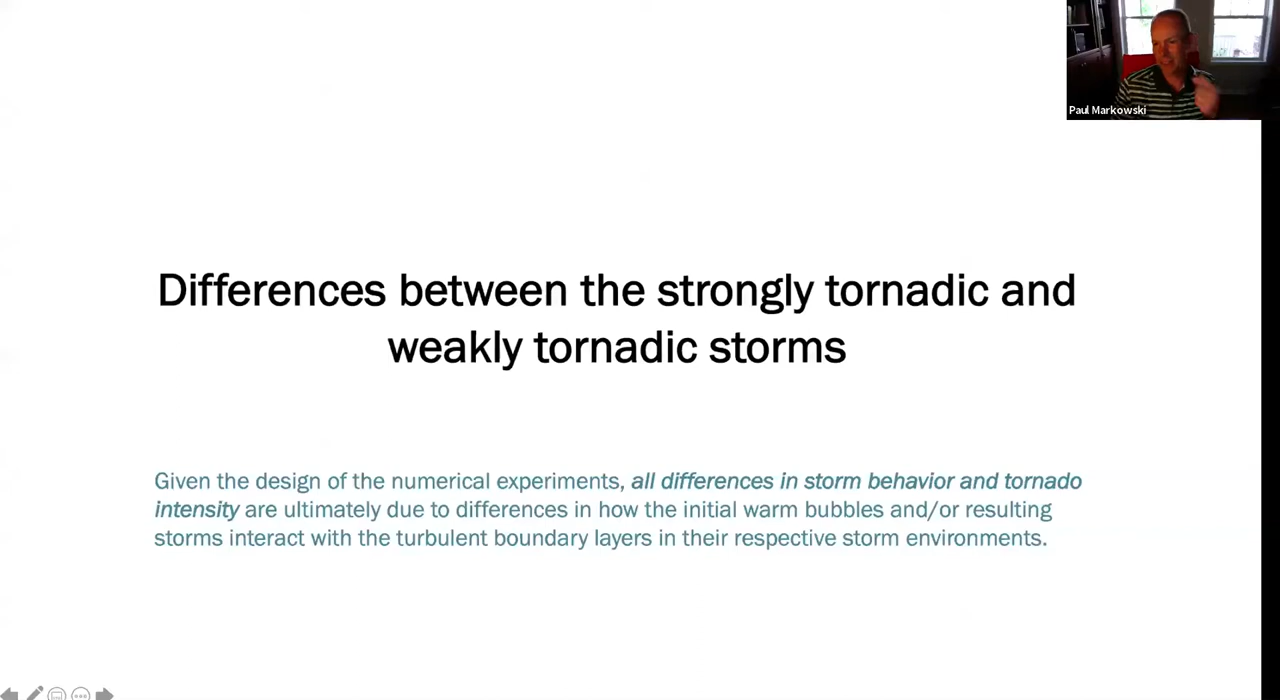 Paul Markowski
Differences between the strongly tornadic and
weakly tornadic storms
Given the design of the numerical experiments, all differences in storm behavior and tornado
intensity are ultimately due to differences in how the initial warm bubbles and/or resulting
storms interact with the turbulent boundary layers in their respective storm environments.